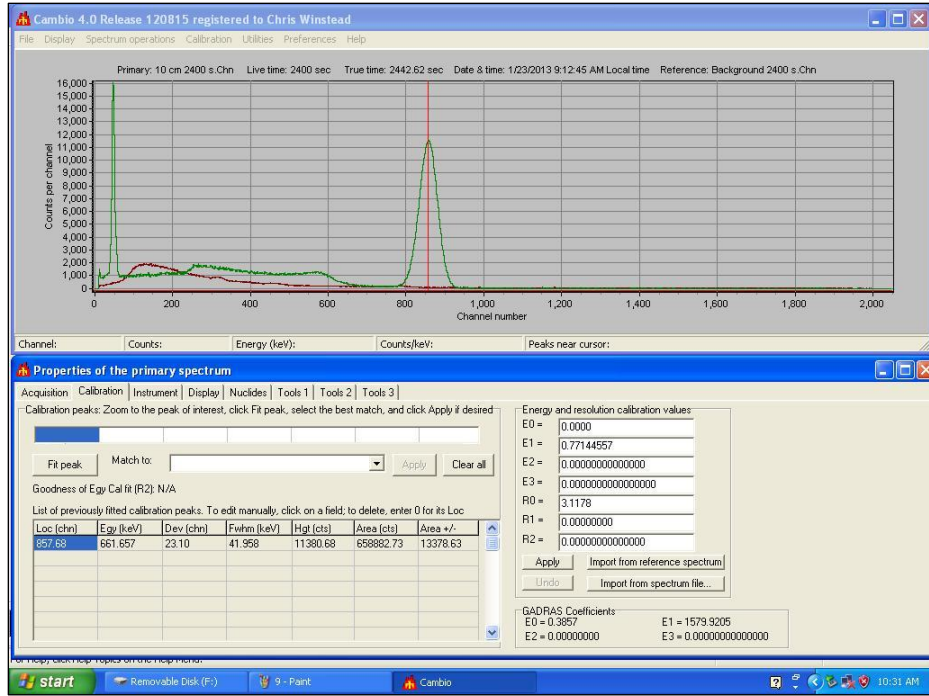 Cambio 4.0 Release 120815 registered to Chris Winstead
File Display Spectrum operations Calibration Utilities Preferences Help
Primary: 10 cm 2400 s.Chn Live time: 2400 sec True time: 2442.62 sec Date & time: 1/23/2013 9:12:45 AM Local time Reference: Background 2400 s.Chn
16,000
15,000
14,000
13,000
12,000
11,000
10,000
9,000
8,000
7,000
6,000
5,000
4,000
3,000
2,000
1,000
0
Counts per channel
0 200 400 600 800 1,000 1,200 1,400 1,600 1,800 2,000
Channel number
Channel: Counts: Energy (keV): Counts/keV: Peaks near cursor:
Properties of the primary spectrum
Acquisition Calibration Instrument Display Nuclides Tools 1 Tools 2 Tools 3
Calibration peaks: Zoom to the peak of interest, click Fit peak, select the best match, and click Apply if desired
Fit peak Match to: Apply Clear all
Goodness of Egy Cal fit (R2): N/A
List of previously fitted calibration peaks. To edit manually, click on a field; to delete, enter 0 for its Loc
Loc (chn) Egy (keV) Dev (chn) Fwhm (keV) Hgt (cts) Area (cts) Area +/-
857.68 661.657 23.10 41.958 11380.68 658882.73 13378.63
Energy and resolution calibration values
E0 = 0.0000
E1 = 0.77144557
E2 = 0.00000000000000
E3 = 0.0000000000000000
R0 = 3.1178
R1 = 0.00000000
R2 = 0.00000000000000
Apply Import from reference spectrum
Undo Import from spectrum file...
GADRAS Coefficients
E0 = 0.3857 E1 = 1579.9205
E2 = 0.00000000 E3 = 0.00000000000000
For Help, click Help Topics on the Help Menu.
start Removable Disk (F:) 9 - Paint Cambio 10:31 AM